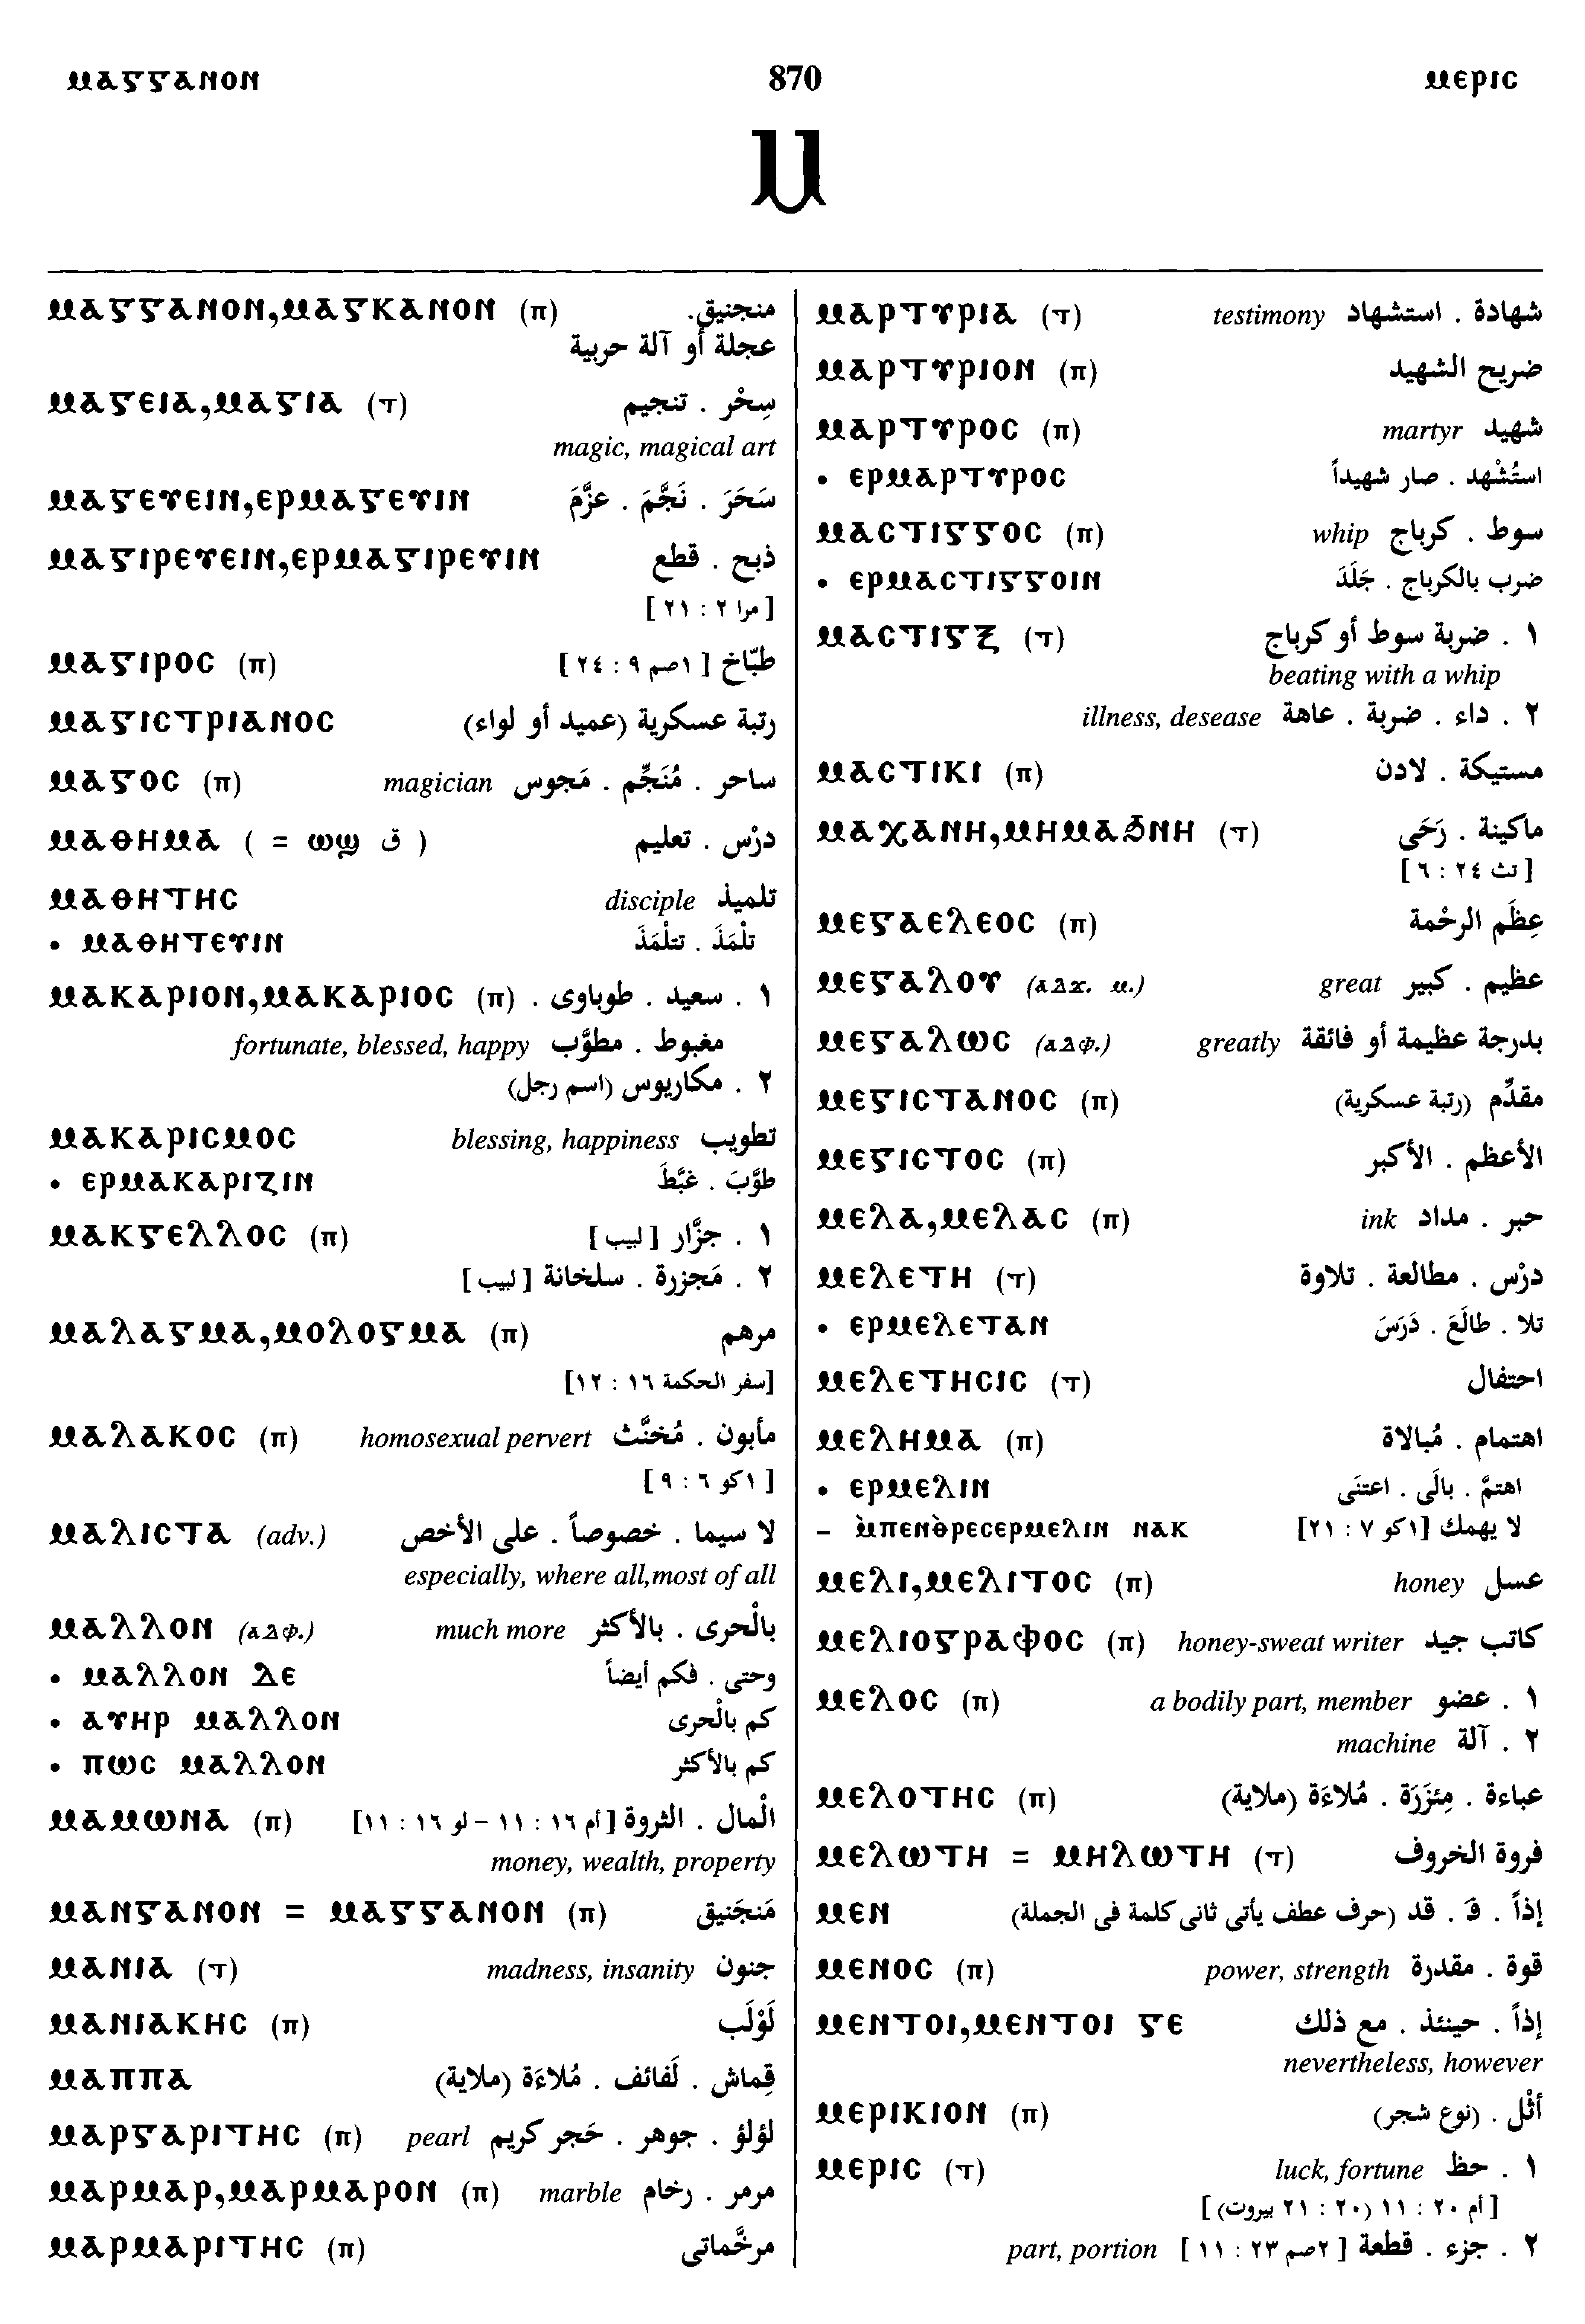 ⲙⲁⲅⲅⲁⲛⲟⲛ 870 ⲙⲉⲣⲓⲥ
Ⲙ
ⲙⲁⲅⲅⲁⲛⲟⲛ,ⲙⲁⲅⲕⲁⲛⲟⲛ (ⲡ) منجنيق.
عجلة أو آلة حربية
ⲙⲁⲅⲉⲓⲁ,ⲙⲁⲅⲓⲁ (ⲧ) سِحْر . تنجيم
magic, magical art
ⲙⲁⲅⲉⲩⲉⲓⲛ,ⲉⲣⲙⲁⲅⲉⲩⲓⲛ سَحَرَ . نَجَّمَ . عزَّمَ
ⲙⲁⲅⲓⲣⲉⲩⲉⲓⲛ,ⲉⲣⲙⲁⲅⲓⲣⲉⲩⲓⲛ ذبح . قطع
[مرا ٢ : ٢١ ]
ⲙⲁⲅⲓⲣⲟⲥ (ⲡ) طبَّاخ [ ١صم ٩ : ٢٤ ]
ⲙⲁⲅⲓⲥⲧⲣⲓⲁⲛⲟⲥ رتبة عسكرية (عميد أو لواء)
ⲙⲁⲅⲟⲥ (ⲡ) magician ساحر . مُنَجِّم . مَجوس
ⲙⲁⲑⲏⲙⲁ ( = ⲱϣ ق ) درْس . تعليم
ⲙⲁⲑⲏⲧⲏⲥ disciple تلميذ
• ⲙⲁⲑⲏⲧⲉⲩⲓⲛ تلْمَذَ . تتلْمَذَ
ⲙⲁⲕⲁⲣⲓⲟⲛ,ⲙⲁⲕⲁⲣⲓⲟⲥ (ⲡ) ١ . سعيد . طوباوى .
fortunate, blessed, happy مغبوط . مطوَّب
٢ . مكاريوس (اسم رجل)
ⲙⲁⲕⲁⲣⲓⲥⲙⲟⲥ blessing, happiness تطويب
• ⲉⲣⲙⲁⲕⲁⲣⲓⲍⲓⲛ طوَّبَ . غبَّطَ
ⲙⲁⲕⲅⲉⲗⲗⲟⲥ (ⲡ) ١ . جزَّار [ لبيب ]
٢ . مَجزرة . سلخانة [ لبيب ]
ⲙⲁⲗⲁⲅⲙⲁ,ⲙⲟⲗⲟⲅⲙⲁ (ⲡ) مرهم
[سفر الحكمة ١٦ : ١٢]
ⲙⲁⲗⲁⲕⲟⲥ (ⲡ) homosexual pervert مأبون . مُخنَّث
[ ١كو ٦ : ٩ ]
ⲙⲁⲗⲓⲥⲧⲁ (adv.) لا سيما . خصوصاً . على الأخص
especially, where all,most of all
ⲙⲁⲗⲗⲟⲛ (ⲁⲇⲫ.) much more بالْحرى . بالأكثر
• ⲙⲁⲗⲗⲟⲛ ⲇⲉ وحتى . فكم أيضاً
• ⲁⲩⲏⲣ ⲙⲁⲗⲗⲟⲛ كم بالْحرى
• ⲡⲱⲥ ⲙⲁⲗⲗⲟⲛ كم بالأكثر
ⲙⲁⲙⲱⲛⲁ (ⲡ) الْمال . الثروة [ أم ١٦ : ١١ - لو ١٦ : ١١]
money, wealth, property
ⲙⲁⲛⲅⲁⲛⲟⲛ = ⲙⲁⲅⲅⲁⲛⲟⲛ (ⲡ) مَنجَنيق
ⲙⲁⲛⲓⲁ (ⲧ) madness, insanity جنون
ⲙⲁⲛⲓⲁⲕⲏⲥ (ⲡ) لَوْلَب
ⲙⲁⲡⲡⲁ قِماش . لَفائف . مُلاءَة (ملاية)
ⲙⲁⲣⲅⲁⲣⲓⲧⲏⲥ (ⲡ) pearl لؤلؤ . جوهر . حَجر كريم
ⲙⲁⲣⲙⲁⲣ,ⲙⲁⲣⲙⲁⲣⲟⲛ (ⲡ) marble مرمر . رخام
ⲙⲁⲣⲙⲁⲣⲓⲧⲏⲥ (ⲡ) مرخَّماتى
ⲙⲁⲣⲧⲩⲣⲓⲁ (ⲧ) testimony شهادة . استشهاد
ⲙⲁⲣⲧⲩⲣⲓⲟⲛ (ⲡ) ضريح الشهيد
ⲙⲁⲣⲧⲩⲣⲟⲥ (ⲡ) martyr شهيد
• ⲉⲣⲙⲁⲣⲧⲩⲣⲟⲥ استُشْهد . صار شهيداً
ⲙⲁⲥⲧⲓⲅⲅⲟⲥ (ⲡ) whip سوط . كرباج
• ⲉⲣⲙⲁⲥⲧⲓⲅⲅⲟⲓⲛ ضرب بالكرباج . جَلَدَ
ⲙⲁⲥⲧⲓⲅⲝ (ⲧ) ١ . ضربة سوط أو كرباج
beating with a whip
illness, desease ٢ . داء . ضربة . عاهة
ⲙⲁⲥⲧⲓⲕⲓ (ⲡ) مستيكة . لادن
ⲙⲁⲭⲁⲛⲏ,ⲙⲏⲙⲁϭⲛⲏ (ⲧ) ماكينة . رَحَى
[ تث ٢٤ : ٦ ]
ⲙⲉⲅⲁⲉⲗⲉⲟⲥ (ⲡ) عِظَم الرحْمة
ⲙⲉⲅⲁⲗⲟⲩ (ⲁⲇϫ. ⲙ.) great عظيم . كبير
ⲙⲉⲅⲁⲗⲱⲥ (ⲁⲇⲫ.) greatly بدرجة عظيمة أو فائقة
ⲙⲉⲅⲓⲥⲧⲁⲛⲟⲥ (ⲡ) مقدِّم (رتبة عسكرية)
ⲙⲉⲅⲓⲥⲧⲟⲥ (ⲡ) الأعظم . الأكبر
ⲙⲉⲗⲁ,ⲙⲉⲗⲁⲥ (ⲡ) ink حبر . مداد
ⲙⲉⲗⲉⲧⲏ (ⲧ) درْس . مطالعة . تلاوة
• ⲉⲣⲙⲉⲗⲉⲧⲁⲛ تلا . طالَعَ . دَرَسَ
ⲙⲉⲗⲉⲧⲏⲥⲓⲥ (ⲧ) احتفال
ⲙⲉⲗⲏⲙⲁ (ⲡ) اهتمام . مُبالاة
• ⲉⲣⲙⲉⲗⲓⲛ اهتمَّ . بالَى . اعتنَى
- ⲙ̀ⲡⲉⲛⲑ̀ⲣⲉⲥⲉⲣⲙⲉⲗⲓⲛ ⲛⲁⲕ لا يهمك [١كو ٧ : ٢١]
ⲙⲉⲗⲓ,ⲙⲉⲗⲓⲧⲟⲥ (ⲡ) honey عسل
ⲙⲉⲗⲓⲟⲅⲣⲁⲫⲟⲥ (ⲡ) honey-sweat writer كاتب جيد
ⲙⲉⲗⲟⲥ (ⲡ) a bodily part, member ١ . عضو
machine ٢ . آلة
ⲙⲉⲗⲟⲧⲏⲥ (ⲡ) عباءة . مِئزَرَة . مُلاءَة (ملاية)
ⲙⲉⲗⲱⲧⲏ = ⲙⲏⲗⲱⲧⲏ (ⲧ) فروة الخروف
ⲙⲉⲛ إذاً . فَـ . قد (حرف عطف يأتى ثانى كلمة فى الجملة)
ⲙⲉⲛⲟⲥ (ⲡ) power, strength قوة . مقدرة
ⲙⲉⲛⲧⲟⲓ,ⲙⲉⲛⲧⲟⲓ ⲅⲉ إذاً . حينئذ . مع ذلك
nevertheless, however
ⲙⲉⲣⲓⲕⲓⲟⲛ (ⲡ) أثْل . (نوع شجر)
ⲙⲉⲣⲓⲥ (ⲧ) luck, fortune ١ . حظ
[ أم ٢٠ : ١١ (٢٠ : ٢١ بيروت) ]
part, portion ٢ . جزء . قطعة [ ٢صم ٢٣ : ١١ ]